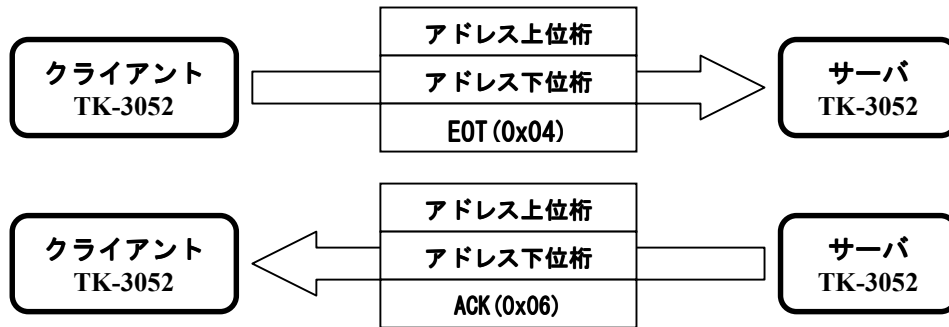 アドレス上位桁
クライアント
TK-3052
アドレス下位桁
サーバ
TK-3052
EOT(0x04)
アドレス上位桁
クライアント
TK-3052
アドレス下位桁
サーバ
TK-3052
ACK(0x06)